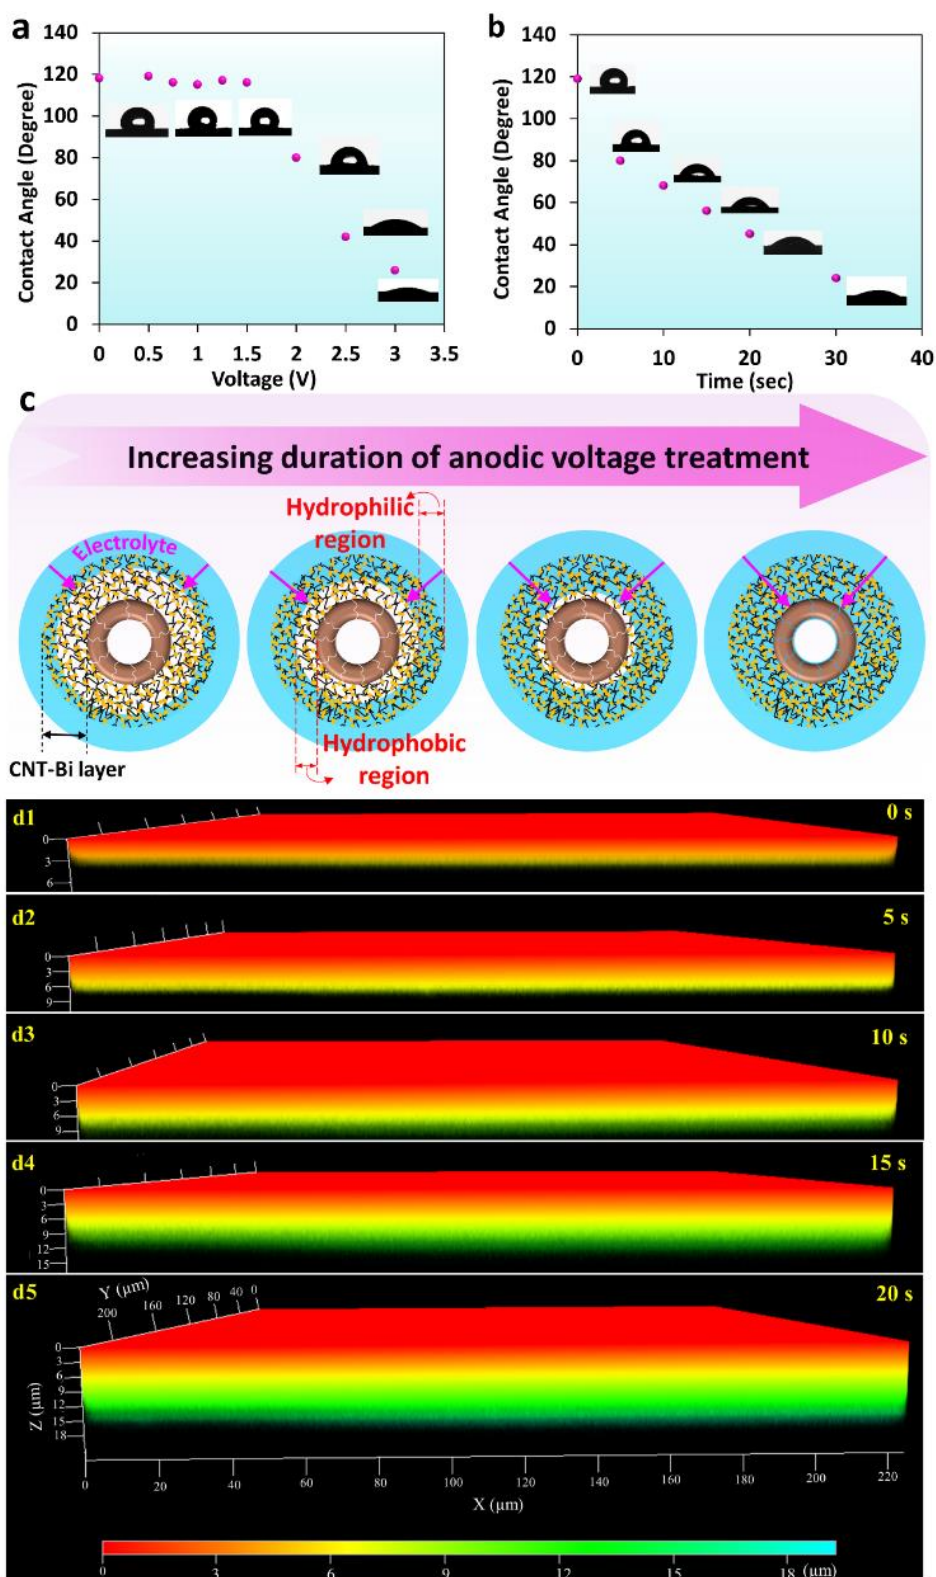 a
140
120
100
80
60
40
20
0
Contact Angle (Degree)
0 0.5 1 1.5 2 2.5 3 3.5
Voltage (V)
b
140
120
100
80
60
40
20
0
Contact Angle (Degree)
0 10 20 30 40
Time (sec)
c
Increasing duration of anodic voltage treatment
Electrolyte
Hydrophilic
region
Hydrophobic
region
CNT-Bi layer
d1
0 s
0
3
6
d2
5 s
0
3
6
9
d3
10 s
0
3
6
9
d4
15 s
0
3
6
9
12
15
d5
20 s
Y (μm)
200 160 120 80 40 0
0
3
6
9
12
15
18
Z (μm)
0 20 40 60 80 100 120 140 160 180 200 220
X (μm)
0 3 6 9 12 15 18 (μm)